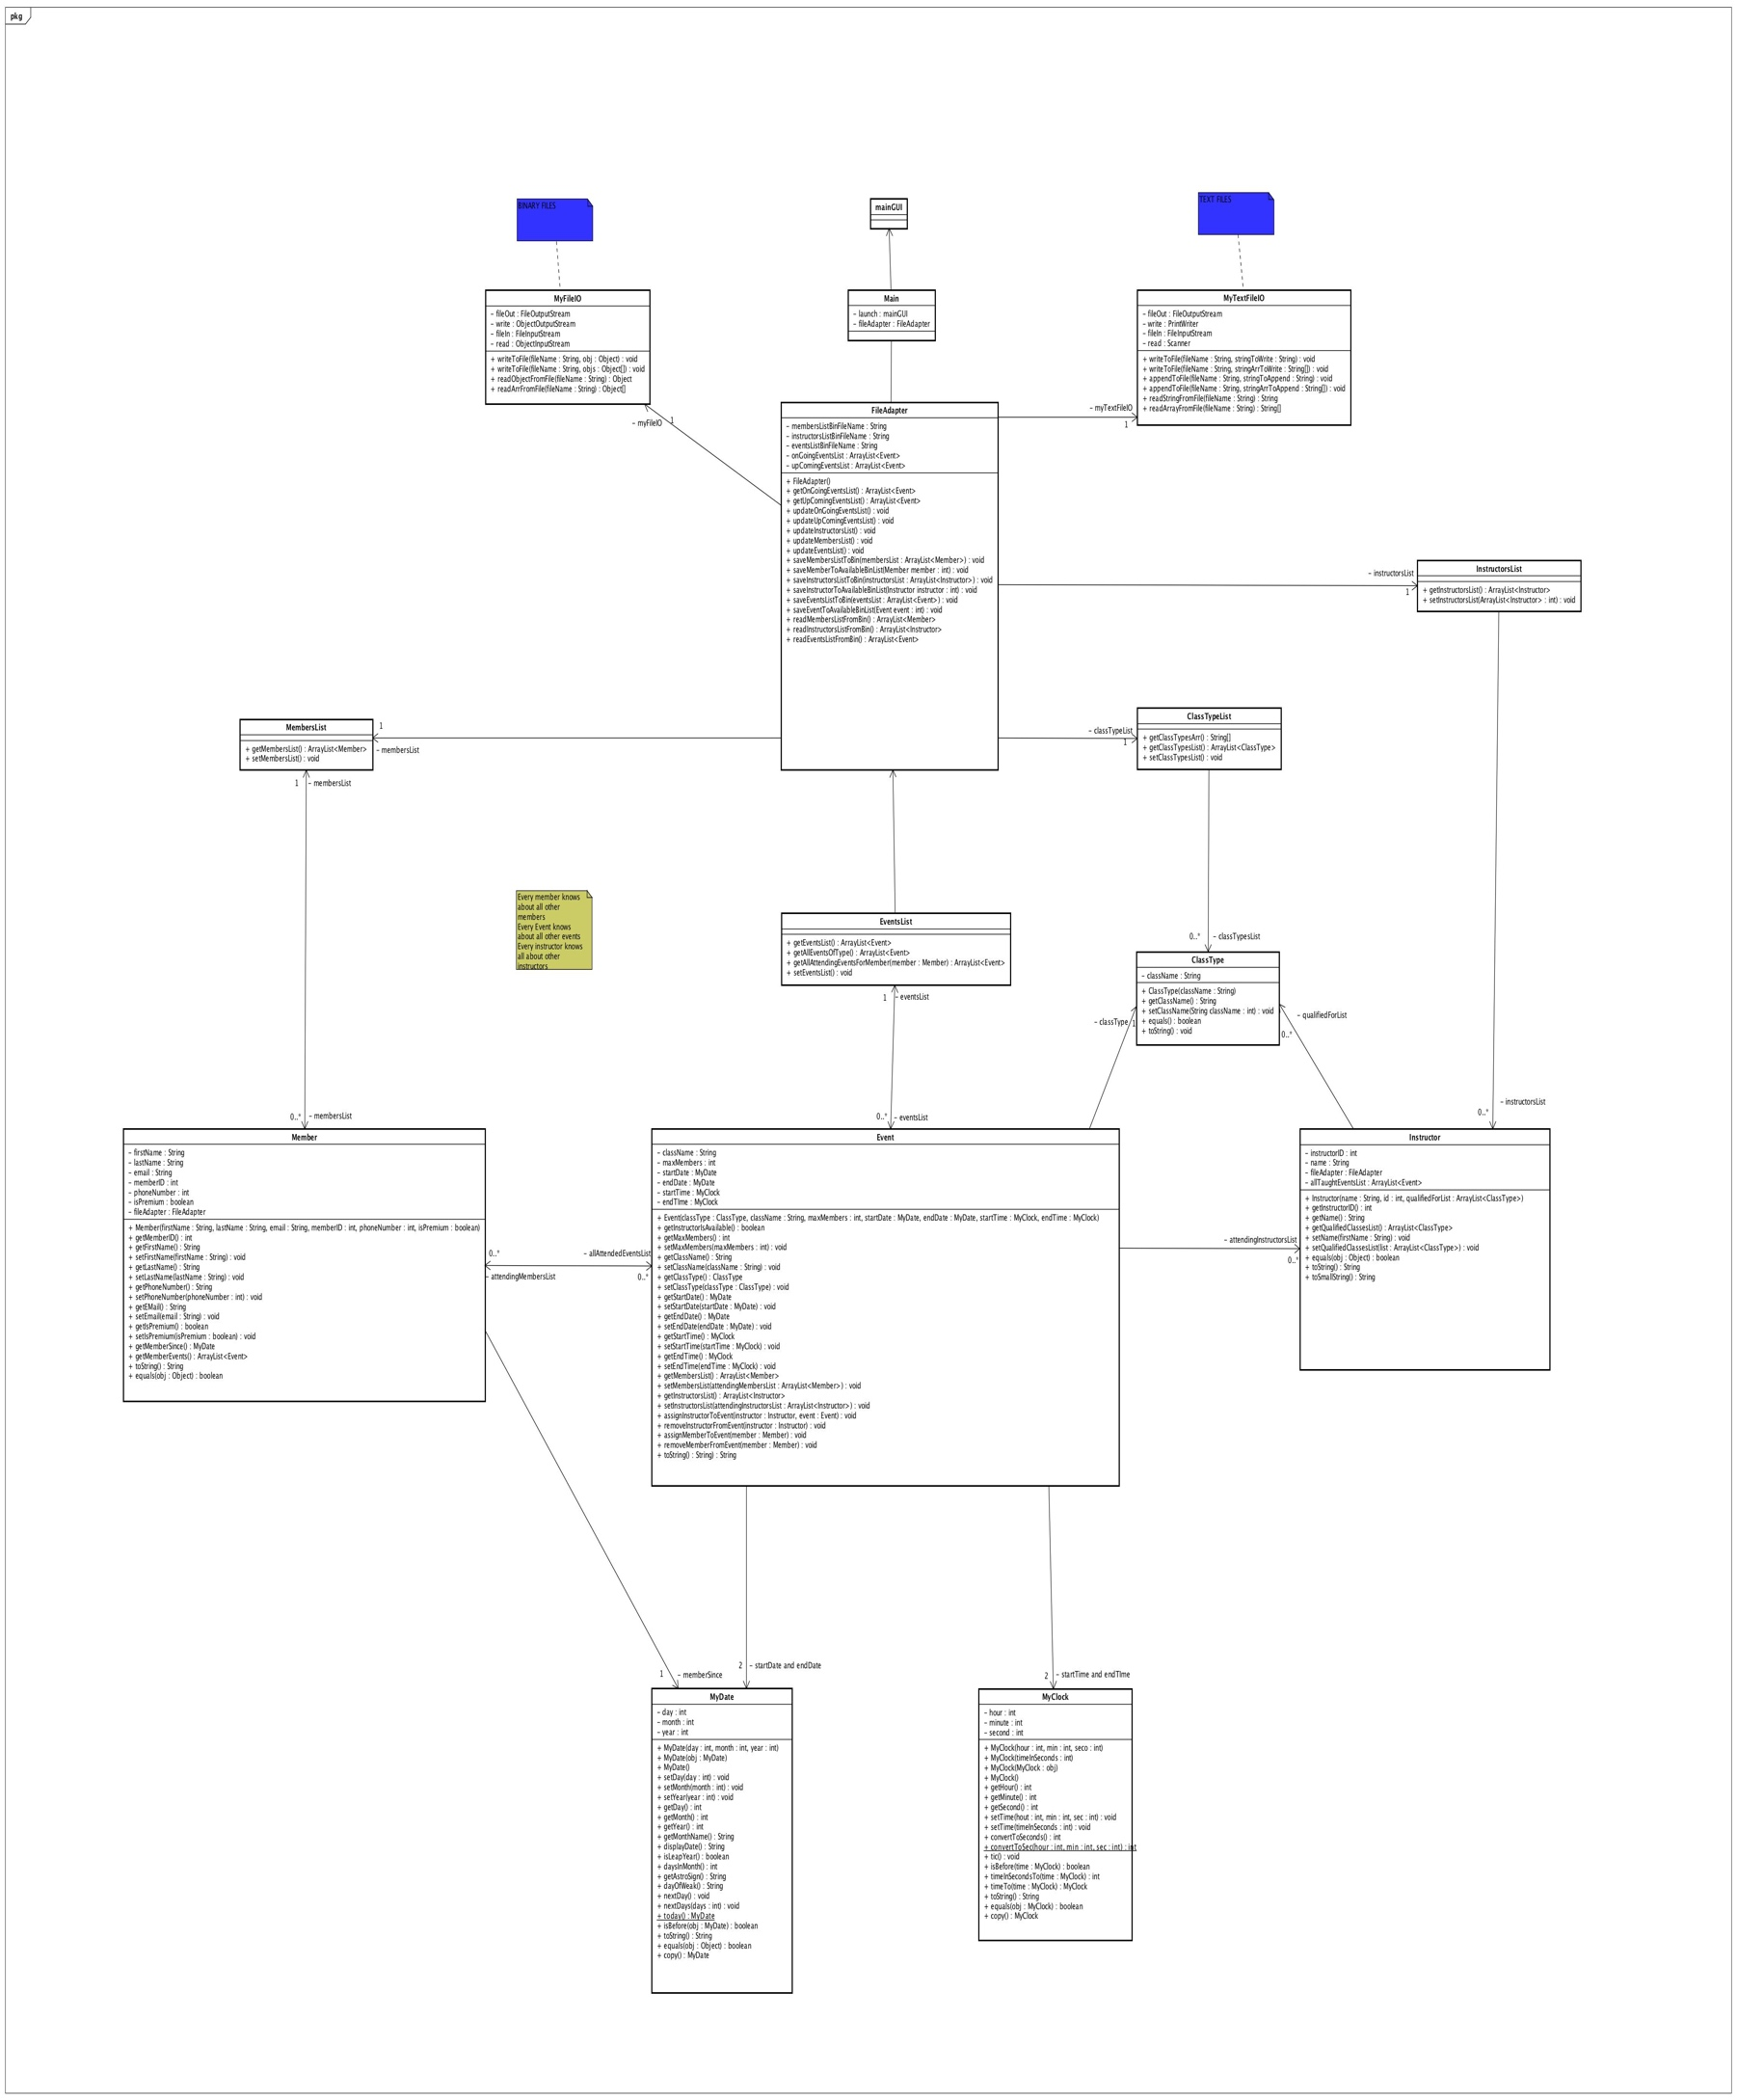 pkg
BINARY FILES
mainGUI
TEXT FILES
MyFileIO
– fileOut : FileOutputStream
– write : ObjectOutputStream
– fileIn : FileInputStream
– read : ObjectInputStream
+ writeToFile(fileName : String, obj : Object) : void
+ writeToFile(fileName : String, objs : Object[]) : void
+ readObjectFromFile(fileName : String) : Object
+ readArrFromFile(fileName : String) : Object[]
Main
– launch : mainGUI
– fileAdapter : FileAdapter
MyTextFileIO
– fileOut : FileOutputStream
– write : PrintWriter
– fileIn : FileInputStream
– read : Scanner
+ writeToFile(fileName : String, stringToWrite : String) : void
+ writeToFile(fileName : String, stringArrToWrite : String[]) : void
+ appendToFile(fileName : String, stringToAppend : String) : void
+ appendToFile(fileName : String, stringArrToAppend : String[]) : void
+ readStringFromFile(fileName : String) : String
+ readArrayFromFile(fileName : String) : String[]
– myFileIO
1
– myTextFileIO
1
FileAdapter
– membersListBinFileName : String
– instructorsListBinFileName : String
– eventsListBinFileName : String
– onGoingEventsList : ArrayList<Event>
– upComingEventsList : ArrayList<Event>
+ FileAdapter()
+ getOnGoingEventsList() : ArrayList<Event>
+ getUpComingEventsList() : ArrayList<Event>
+ updateOnGoingEventsList() : void
+ updateUpComingEventsList() : void
+ updateInstructorsList() : void
+ updateMembersList() : void
+ updateEventsList() : void
+ saveMembersListToBin(membersList : ArrayList<Member>) : void
+ saveMemberToAvailableBinList(Member member : int) : void
+ saveInstructorsListToBin(instructorsList : ArrayList<Instructor>) : void
+ saveInstructorToAvailableBinList(Instructor instructor : int) : void
+ saveEventsListToBin(eventsList : ArrayList<Event>) : void
+ saveEventToAvailableBinList(Event event : int) : void
+ readMembersListFromBin() : ArrayList<Member>
+ readInstructorsListFromBin() : ArrayList<Instructor>
+ readEventsListFromBin() : ArrayList<Event>
– instructorsList
1
InstructorsList
+ getInstructorsList() : ArrayList<Instructor>
+ setInstructorsList(ArrayList<Instructor> : int) : void
MembersList
+ getMembersList() : ArrayList<Member>
+ setMembersList() : void
1
– membersList
– classTypeList
1
ClassTypeList
+ getClassTypesArr() : String[]
+ getClassTypesList() : ArrayList<ClassType>
+ setClassTypesList() : void
1
– membersList
Every member knows
about all other
members
Every Event knows
about all other events
Every instructor knows
all about other
instructors
EventsList
+ getEventsList() : ArrayList<Event>
+ getAllEventsOfType() : ArrayList<Event>
+ getAllAttendingEventsForMember(member : Member) : ArrayList<Event>
+ setEventsList() : void
1
– eventsList
0..*
– classTypesList
ClassType
– className : String
+ ClassType(className : String)
+ getClassName() : String
+ setClassName(String className : int) : void
+ equals() : boolean
+ toString() : void
– classType
1
– qualifiedForList
0..*
0..*
– membersList
0..*
– eventsList
– instructorsList
0..*
Member
– firstName : String
– lastName : String
– email : String
– memberID : int
– phoneNumber : int
– isPremium : boolean
– fileAdapter : FileAdapter
+ Member(firstName : String, lastName : String, email : String, memberID : int, phoneNumber : int, isPremium : boolean)
+ getMemberID() : int
+ getFirstName() : String
+ setFirstName(firstName : String) : void
+ getLastName() : String
+ setLastName(lastName : String) : void
+ getPhoneNumber() : String
+ setPhoneNumber(phoneNumber : int) : void
+ getEMail() : String
+ setEmail(email : String) : void
+ getIsPremium() : boolean
+ setIsPremium(isPremium : boolean) : void
+ getMemberSince() : MyDate
+ getMemberEvents() : ArrayList<Event>
+ toString() : String
+ equals(obj : Object) : boolean
0..*
– attendingMembersList
– allAttendedEventsList
0..*
Event
– className : String
– maxMembers : int
– startDate : MyDate
– endDate : MyDate
– startTime : MyClock
– endTIme : MyClock
+ Event(classType : ClassType, className : String, maxMembers : int, startDate : MyDate, endDate : MyDate, startTime : MyClock, endTime : MyClock)
+ getInstructorIsAvailable() : boolean
+ getMaxMembers() : int
+ setMaxMembers(maxMembers : int) : void
+ getClassName() : String
+ setClassName(className : String) : void
+ getClassType() : ClassType
+ setClassType(classType : ClassType) : void
+ getStartDate() : MyDate
+ setStartDate(startDate : MyDate) : void
+ getEndDate() : MyDate
+ setEndDate(endDate : MyDate) : void
+ getStartTime() : MyClock
+ setStartTime(startTime : MyClock) : void
+ getEndTime() : MyClock
+ setEndTime(endTime : MyClock) : void
+ getMembersList() : ArrayList<Member>
+ setMembersList(attendingMembersList : ArrayList<Member>) : void
+ getInstructorsList() : ArrayList<Instructor>
+ setInstructorsList(attendingInstructorsList : ArrayList<Instructor>) : void
+ assignInstructorToEvent(instructor : Instructor, event : Event) : void
+ removeInstructorFromEvent(instructor : Instructor) : void
+ assignMemberToEvent(member : Member) : void
+ removeMemberFromEvent(member : Member) : void
+ toString() : String) : String
– attendingInstructorsList
0..*
Instructor
– instructorID : int
– name : String
– fileAdapter : FileAdapter
– allTaughtEventsList : ArrayList<Event>
+ Instructor(name : String, id : int, qualifiedForList : ArrayList<ClassType>)
+ getInstructorID() : int
+ getName() : String
+ getQualifiedClassesList() : ArrayList<ClassType>
+ setName(firstName : String) : void
+ setQualifiedClassesList(list : ArrayList<ClassType>) : void
+ equals(obj : Object) : boolean
+ toString() : String
+ toSmallString() : String
1
– memberSince
2
– startDate and endDate
2
– startTime and endTIme
MyDate
– day : int
– month : int
– year : int
+ MyDate(day : int, month : int, year : int)
+ MyDate(obj : MyDate)
+ MyDate()
+ setDay(day : int) : void
+ setMonth(month : int) : void
+ setYear(year : int) : void
+ getDay() : int
+ getMonth() : int
+ getYear() : int
+ getMonthName() : String
+ displayDate() : String
+ isLeapYear() : boolean
+ daysInMonth() : int
+ getAstroSign() : String
+ dayOfWeak() : String
+ nextDay() : void
+ nextDays(days : int) : void
+ today() : MyDate
+ isBefore(obj : MyDate) : boolean
+ toString() : String
+ equals(obj : Object) : boolean
+ copy() : MyDate
MyClock
– hour : int
– minute : int
– second : int
+ MyClock(hour : int, min : int, seco : int)
+ MyClock(timeInSeconds : int)
+ MyClock(MyClock : obj)
+ MyClock()
+ getHour() : int
+ getMinute() : int
+ getSecond() : int
+ setTime(hout : int, min : int, sec : int) : void
+ setTime(timeInSeconds : int) : void
+ convertToSeconds() : int
+ convertToSec(hour : int, min : int, sec : int) : int
+ tic() : void
+ isBefore(time : MyClock) : boolean
+ timeInSecondsTo(time : MyClock) : int
+ timeTo(time : MyClock) : MyClock
+ toString() : String
+ equals(obj : MyClock) : boolean
+ copy() : MyClock